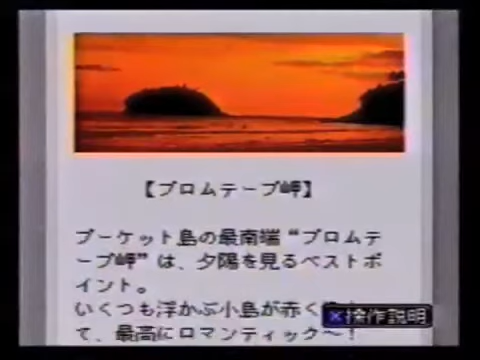 【プロムテープ岬】
プーケット島の最南端“プロムテ
ープ岬”は、夕陽を見るベストポ
イント。
いくつも浮かぶ小島が赤く
×操作説明
て、最高にロマンティック〜!